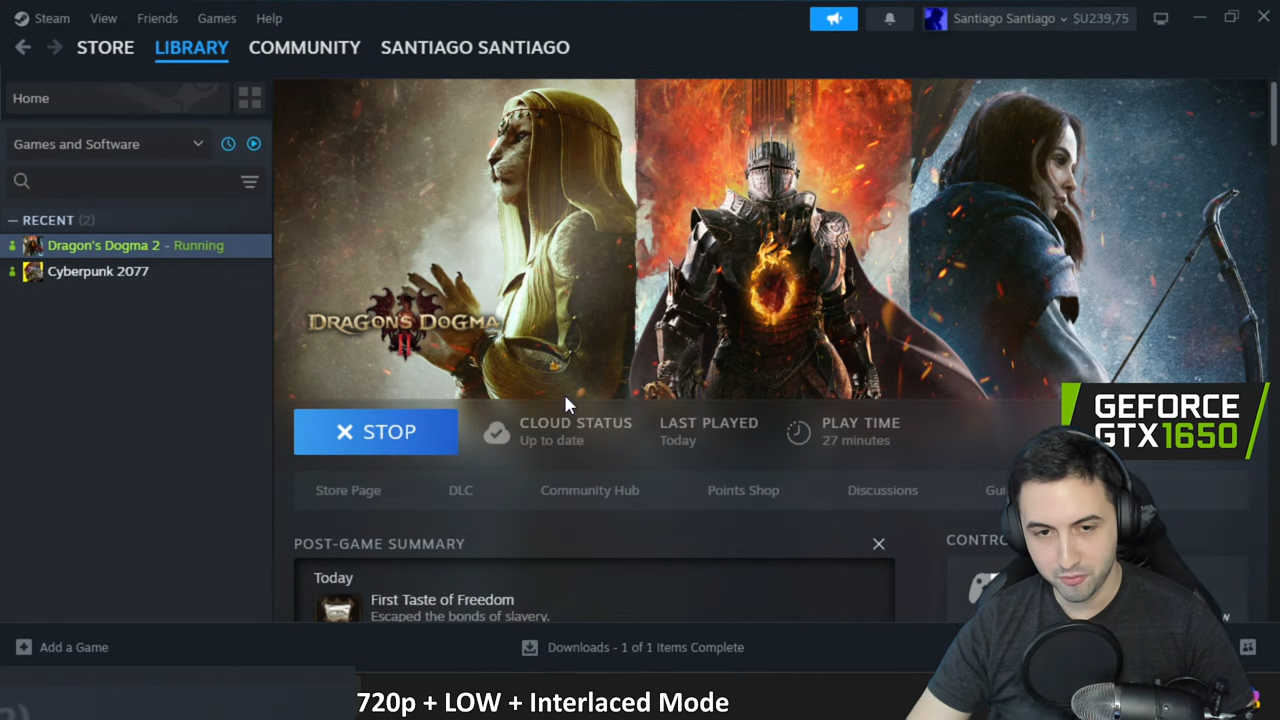 Steam View Friends Games Help
Santiago Santiago $U239,75
STORE LIBRARY COMMUNITY SANTIAGO SANTIAGO
Home
Games and Software
RECENT (2)
Dragon's Dogma 2 - Running
Cyberpunk 2077
DRAGON'S DOGMA
II
STOP
CLOUD STATUS
Up to date
LAST PLAYED
Today
PLAY TIME
27 minutes
GEFORCE
GTX1650
Store Page DLC Community Hub Points Shop Discussions
POST-GAME SUMMARY
Today
First Taste of Freedom
Escaped the bonds of slavery.
Add a Game
Downloads - 1 of 1 Items Complete
720p + LOW + Interlaced Mode